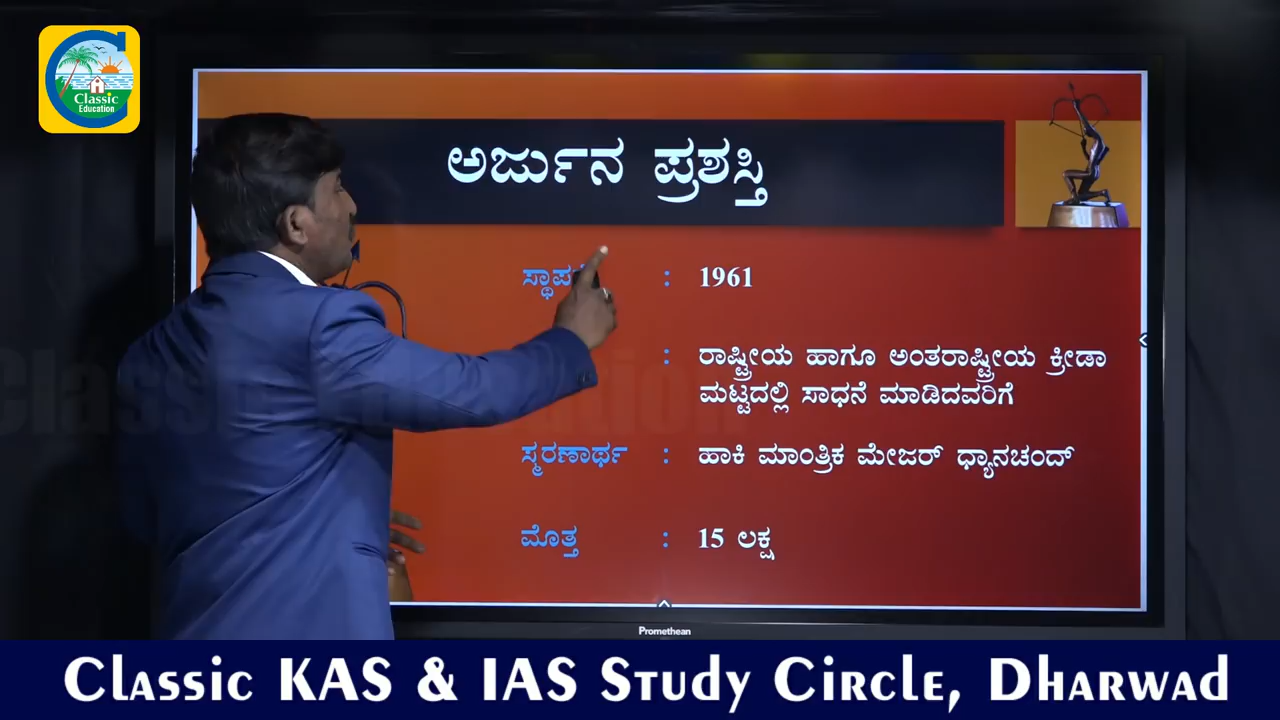 Classic
Education
ಅರ್ಜುನ ಪ್ರಶಸ್ತಿ
: 1961
: ರಾಷ್ಟ್ರೀಯ ಹಾಗೂ ಅಂತರಾಷ್ಟ್ರೀಯ ಕ್ರೀಡಾ
ಮಟ್ಟದಲ್ಲಿ ಸಾಧನೆ ಮಾಡಿದವರಿಗೆ
ಸ್ಮರಣಾರ್ಥ : ಹಾಕಿ ಮಾಂತ್ರಿಕ ಮೇಜರ್ ಧ್ಯಾನಚಂದ್
ಮೊತ್ತ : 15 ಲಕ್ಷ
Promethean
Classic KAS & IAS Study Circle, Dharwad